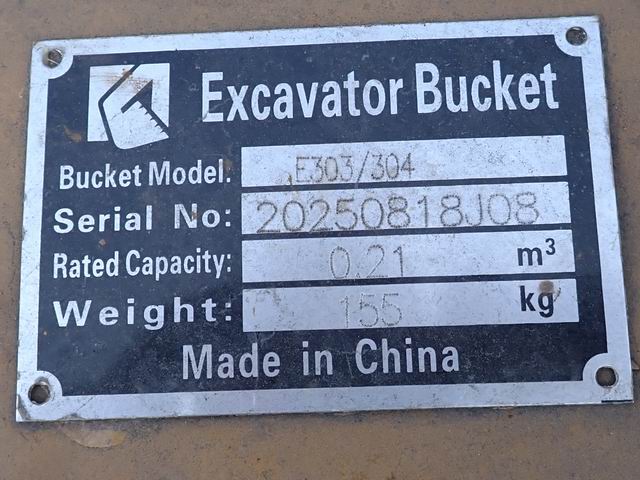 Excavator Bucket
Bucket Model: E303/304
Serial No: 20250818J08
Rated Capacity: 0.21 m³
Weight: 155 kg
Made in China